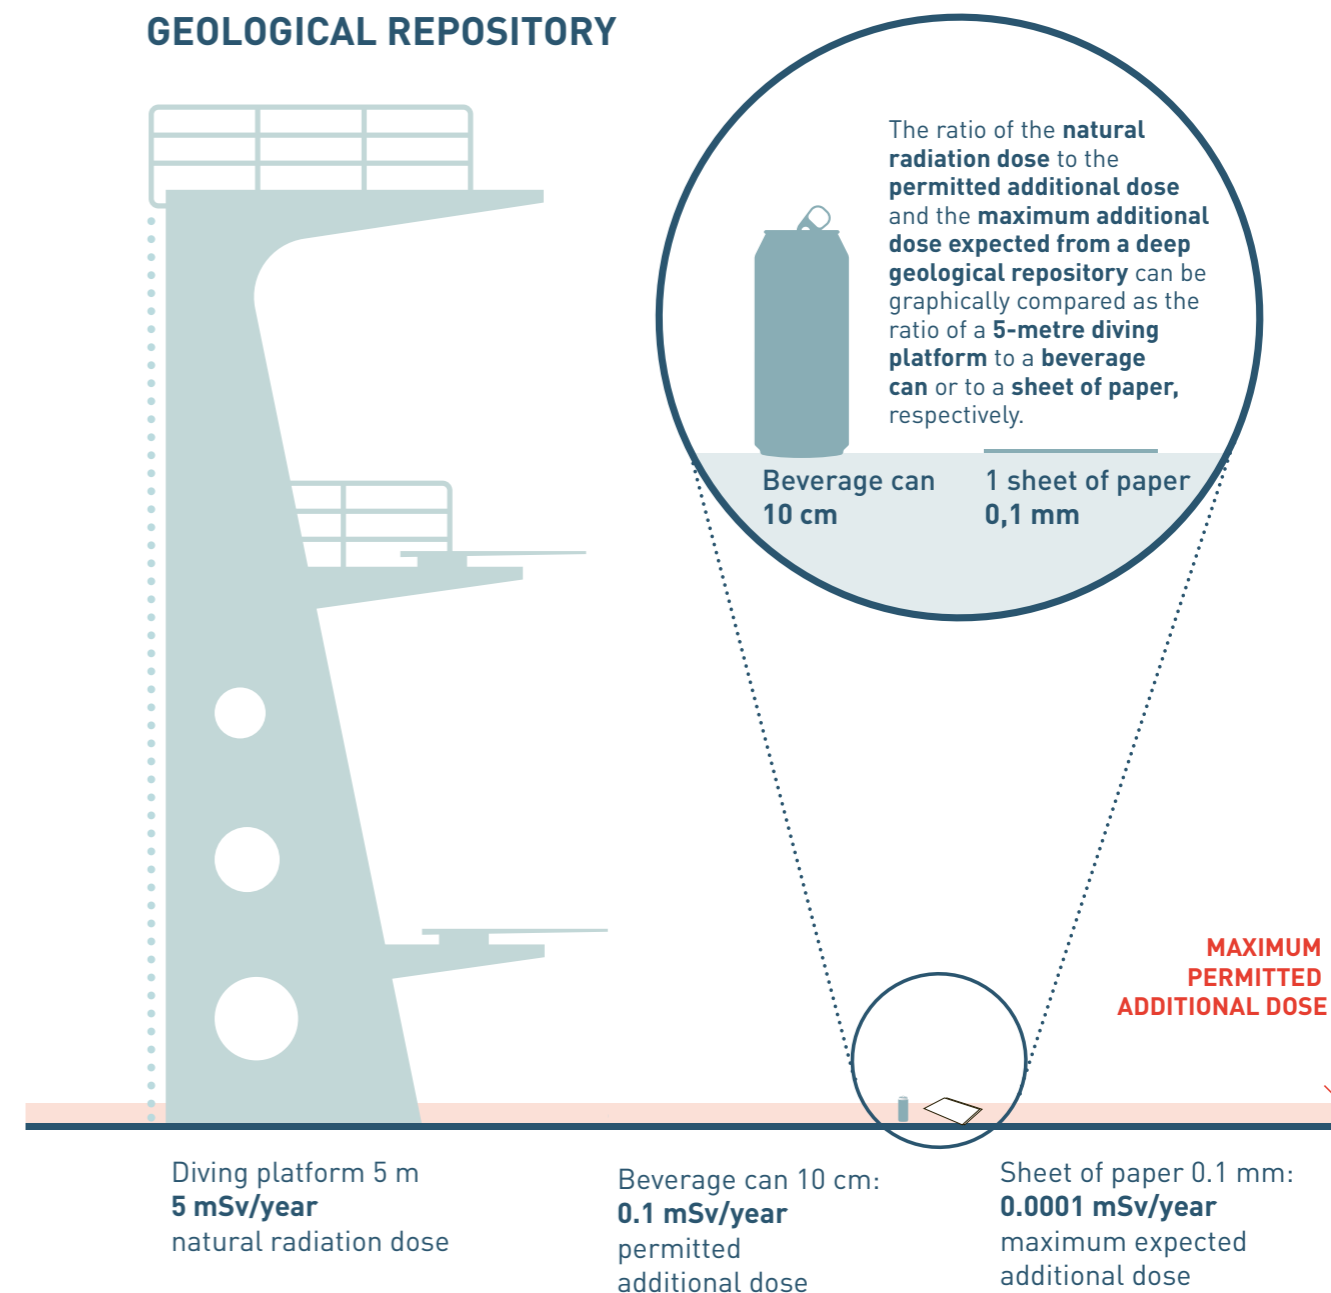 GEOLOGICAL REPOSITORY
The ratio of the natural
radiation dose to the
permitted additional dose
and the maximum additional
dose expected from a deep
geological repository can be
graphically compared as the
ratio of a 5-metre diving
platform to a beverage
can or to a sheet of paper,
respectively.
Beverage can
10 cm
1 sheet of paper
0,1 mm
MAXIMUM
PERMITTED
ADDITIONAL DOSE
Diving platform 5 m
5 mSv/year
natural radiation dose
Beverage can 10 cm:
0.1 mSv/year
permitted
additional dose
Sheet of paper 0.1 mm:
0.0001 mSv/year
maximum expected
additional dose